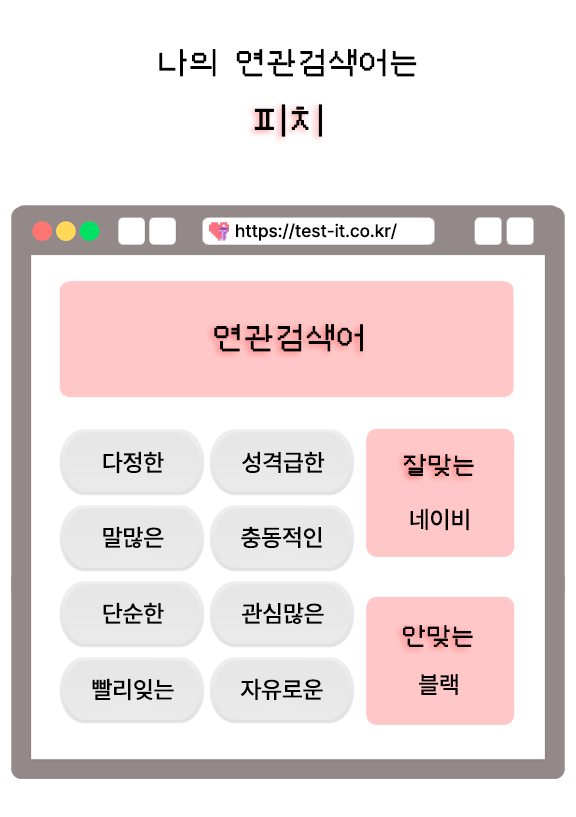 나의 연관검색어는
피치
https://test-it.co.kr/
연관검색어
다정한 성격급한
말많은 충동적인
단순한 관심많은
빨리잊는 자유로운
잘맞는
네이비
안맞는
블랙